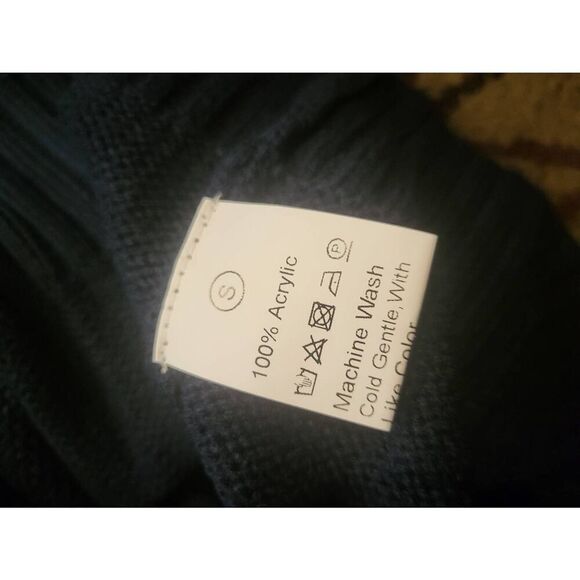 S
100% Acrylic
P
Machine Wash
Cold Gentle, With
Like Color